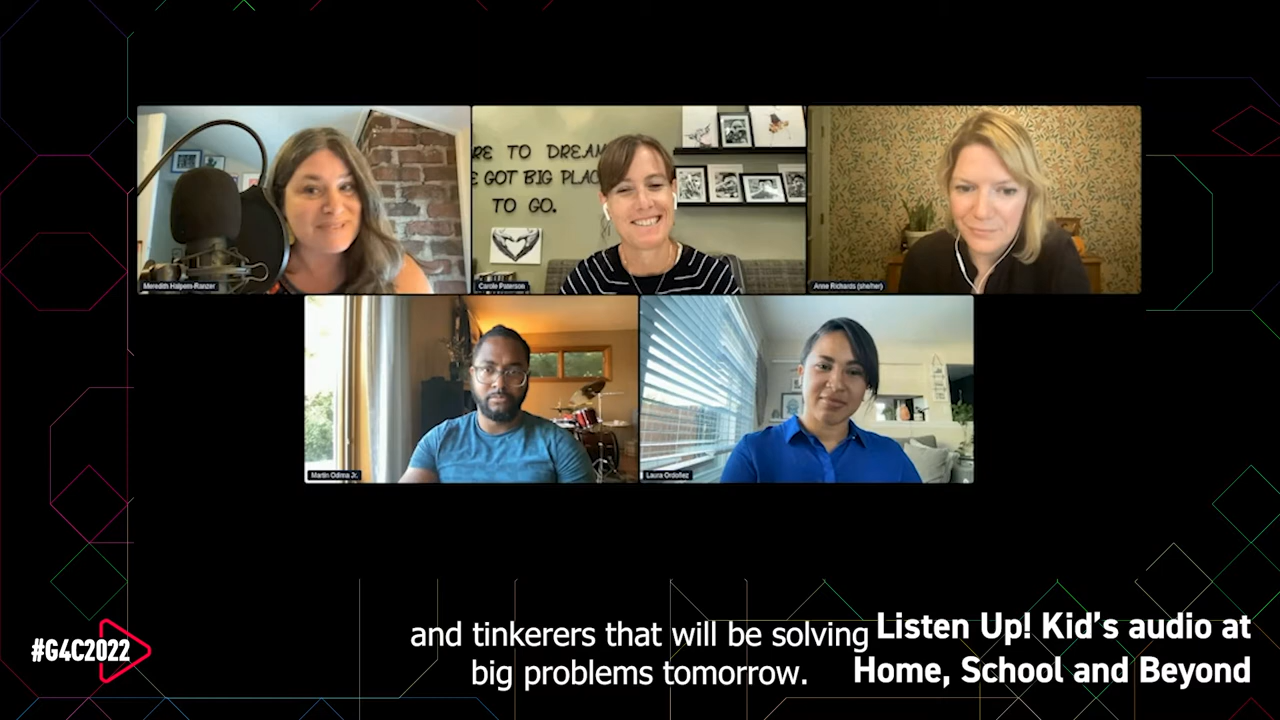 RE TO DREAM
GOT BIG PLAC
TO GO.
Meredith Halpern-Ranzer
Carole Paterson
Anne Richards (she/her)
Martin Odima Jr.
Laura Ordoñez
#G4C2022
and tinkerers that will be solving
big problems tomorrow.
Listen Up! Kid's audio at
Home, School and Beyond